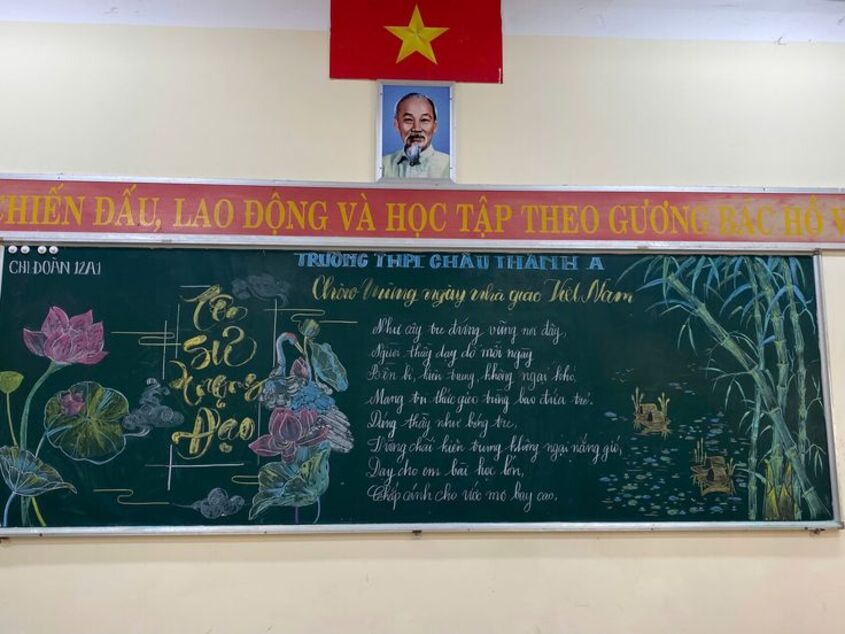 CHIẾN ĐẤU, LAO ĐỘNG VÀ HỌC TẬP THEO GƯƠNG BÁC HỒ V
CHI ĐOÀN 12A1
TRƯỜNG THPT CHÂU THÀNH A
Chào mừng ngày nhà giáo Việt Nam
Tôn
Sư
Trọng
Đạo
Như cây tre đứng vững nơi đây,
Người thầy dạy dỗ mỗi ngày
Bền bỉ, kiên trung, không ngại khó,
Mang tri thức gieo trồng bao đứa trẻ.
Dáng thầy như bóng tre,
Trồng chải kiên trung không ngại nắng gió,
Dạy cho em bài học lớn,
Chắp cánh cho ước mơ bay cao.